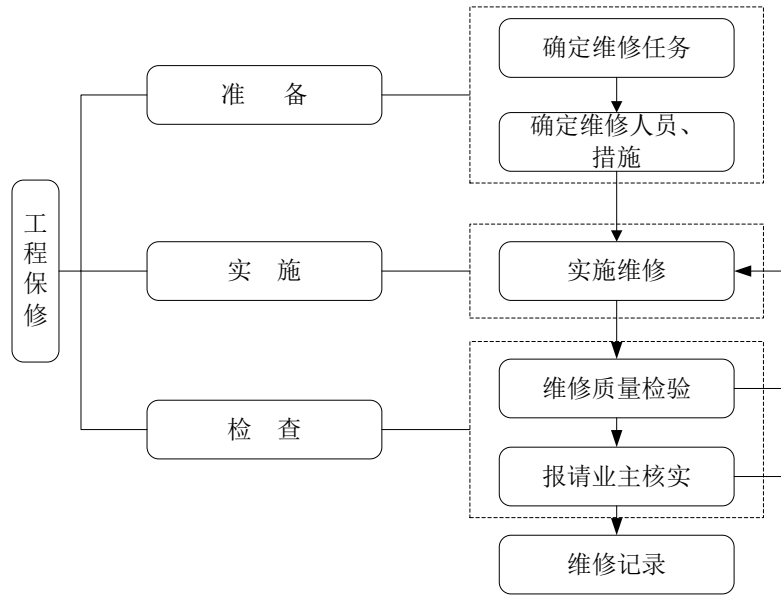 工程保修
准 备
实 施
检 查
确定维修任务
确定维修人员、
措施
实施维修
维修质量检验
报请业主核实
维修记录